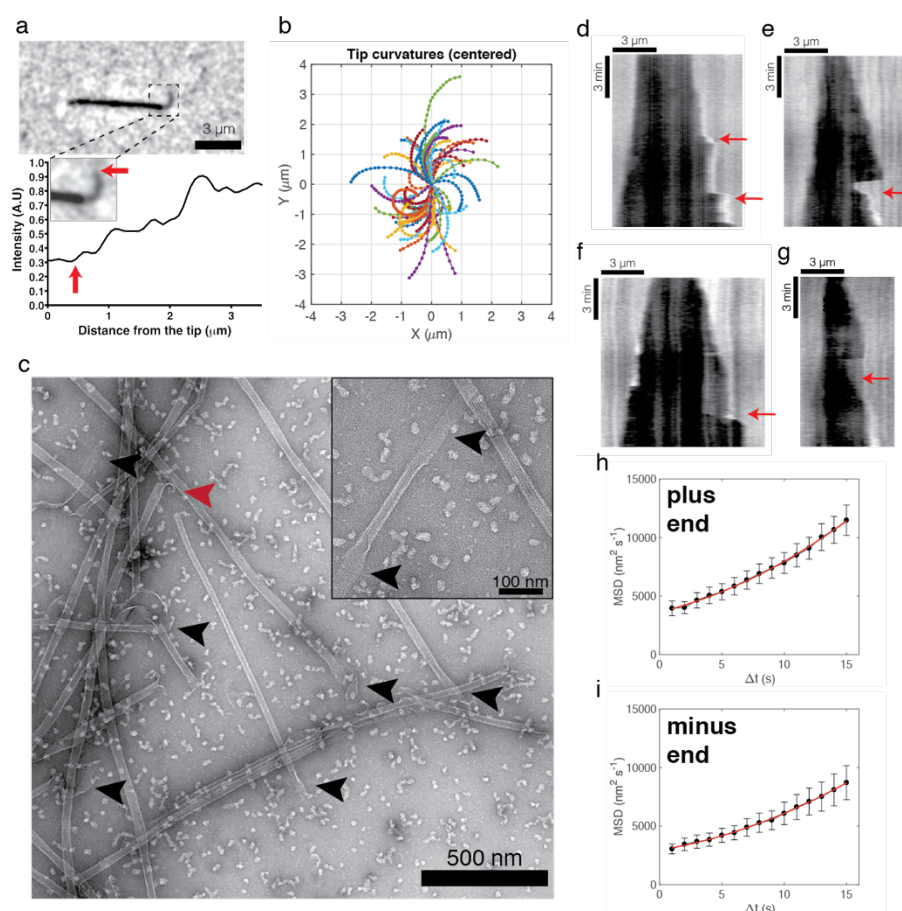 a
3 μm
1.0
0.9
0.8
0.7
0.6
0.5
0.4
0.3
0.2
0.1
0.0
Intensity (A.U)
0 1 2 3
Distance from the tip (μm)
b
Tip curvatures (centered)
4
3
2
1
0
-1
-2
-3
-4
Y (μm)
-4 -3 -2 -1 0 1 2 3 4
X (μm)
c
100 nm
500 nm
d
3 μm
3 min
e
3 μm
3 min
f
3 μm
3 min
g
3 μm
3 min
h
plus
end
15000
10000
5000
0
MSD (nm² s⁻¹)
0 5 10 15
Δt (s)
i
minus
end
15000
10000
5000
0
MSD (nm² s⁻¹)
0 5 10 15
Δt (s)